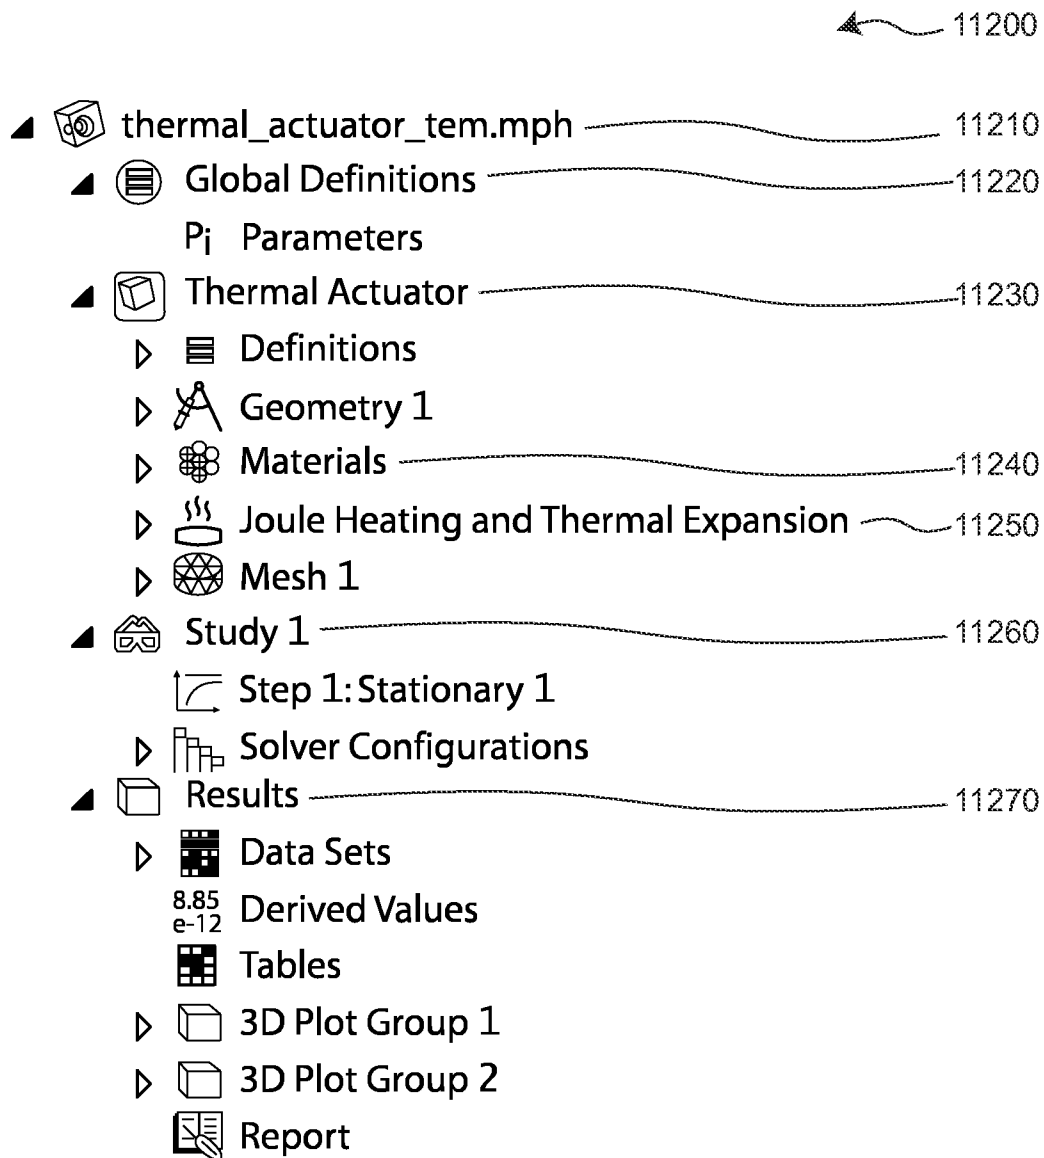 11200
thermal_actuator_tem.mph 11210
Global Definitions 11220
Pi Parameters
Thermal Actuator 11230
Definitions
Geometry 1
Materials 11240
Joule Heating and Thermal Expansion 11250
Mesh 1
Study 1 11260
Step 1: Stationary 1
Solver Configurations
Results 11270
Data Sets
8.85
e-12 Derived Values
Tables
3D Plot Group 1
3D Plot Group 2
Report